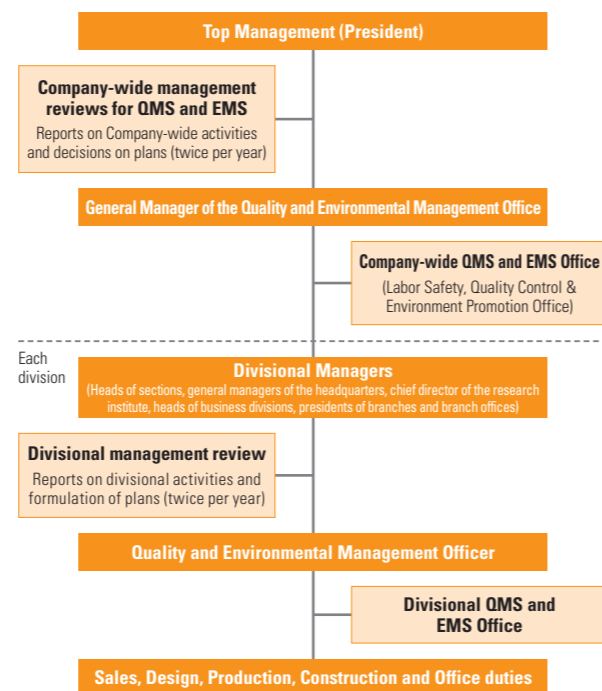 Top Management (President)
Company-wide management
reviews for QMS and EMS
Reports on Company-wide activities
and decisions on plans (twice per year)
General Manager of the Quality and Environmental Management Office
Company-wide QMS and EMS Office
(Labor Safety, Quality Control &
Environment Promotion Office)
Each
division
Divisional Managers
(Heads of sections, general managers of the headquarters, chief director of the research
institute, heads of business divisions, presidents of branches and branch offices)
Divisional management review
Reports on divisional activities and
formulation of plans (twice per year)
Quality and Environmental Management Officer
Divisional QMS and
EMS Office
Sales, Design, Production, Construction and Office duties